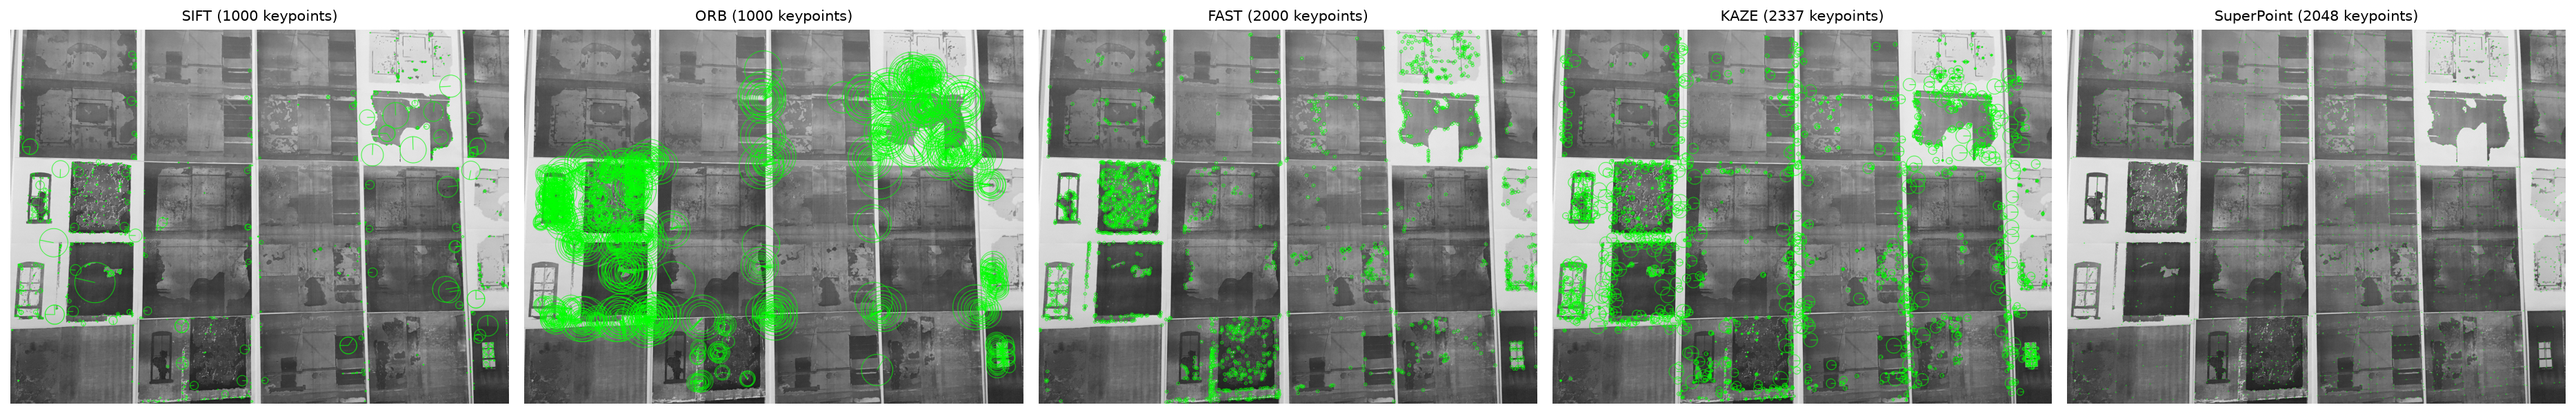 SIFT (1000 keypoints)
ORB (1000 keypoints)
FAST (2000 keypoints)
KAZE (2337 keypoints)
SuperPoint (2048 keypoints)